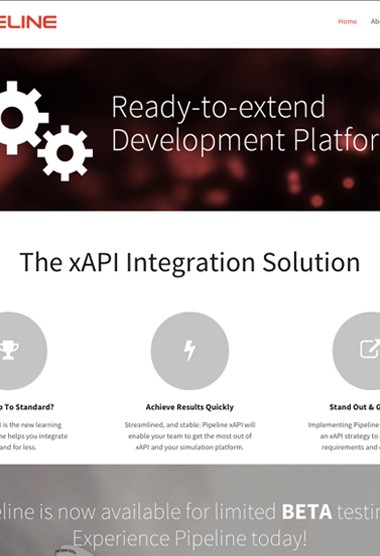 ELINE
Home Abo
Ready-to-extend
Development Platfor
The xAPI Integration Solution
To Standard?
Achieve Results Quickly
Stand Out & G
is the new learning
ne helps you integrate
and for less.
Streamlined, and stable: Pipeline xAPI will
enable your team to get the most out of
xAPI and your simulation platform.
Implementing Pipeline
an xAPI strategy to
requirements and
eline is now available for limited BETA testin
Experience Pipeline today!